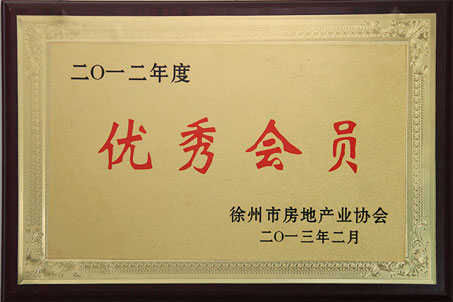 二〇一二年度
优秀会员
徐州市房地产业协会
二〇一三年二月